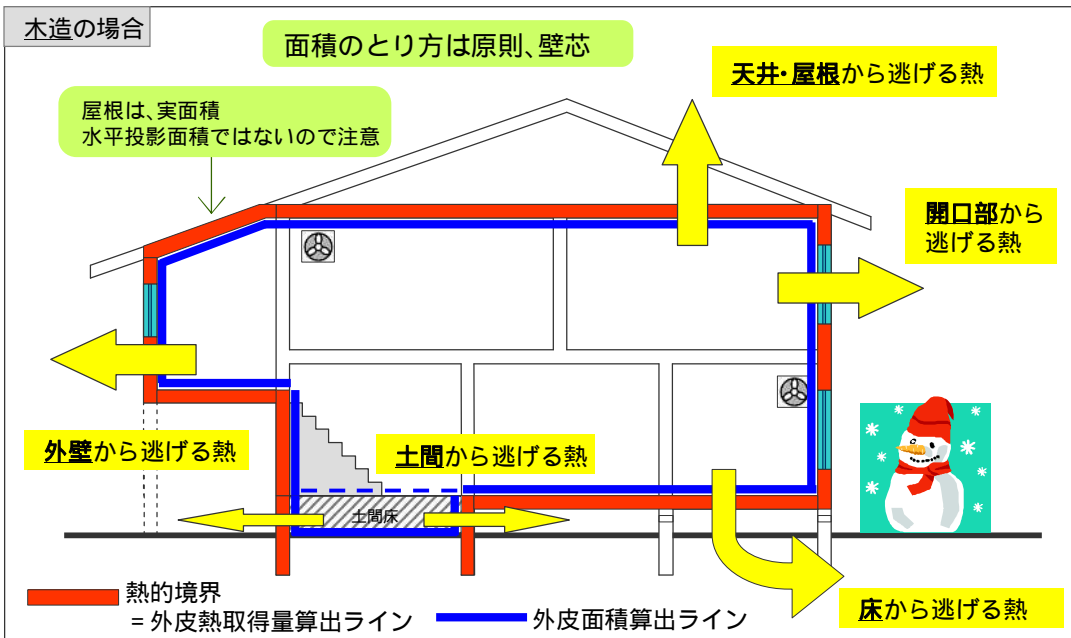 木造の場合
面積のとり方は原則、壁芯
天井・屋根から逃げる熱
屋根は、実面積
水平投影面積ではないので注意
開口部から
逃げる熱
外壁から逃げる熱
土間から逃げる熱
土間床
熱的境界
=外皮熱取得量算出ライン
外皮面積算出ライン
床から逃げる熱